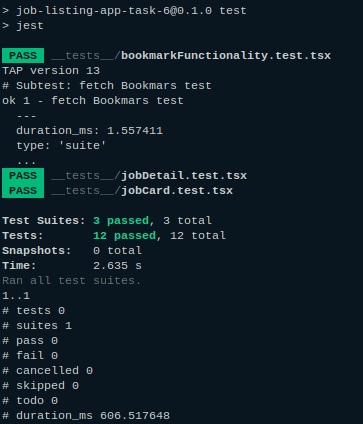 > job-listing-app-task-6@0.1.0 test
> jest
PASS __tests__/bookmarkFunctionality.test.tsx
TAP version 13
# Subtest: fetch Bookmars test
ok 1 - fetch Bookmars test
  ---
  duration_ms: 1.557411
  type: 'suite'
  ...
PASS __tests__/jobDetail.test.tsx
PASS __tests__/jobCard.test.tsx
Test Suites: 3 passed, 3 total
Tests:       12 passed, 12 total
Snapshots:   0 total
Time:        2.635 s
Ran all test suites.
1..1
# tests 0
# suites 1
# pass 0
# fail 0
# cancelled 0
# skipped 0
# todo 0
# duration_ms 606.517648